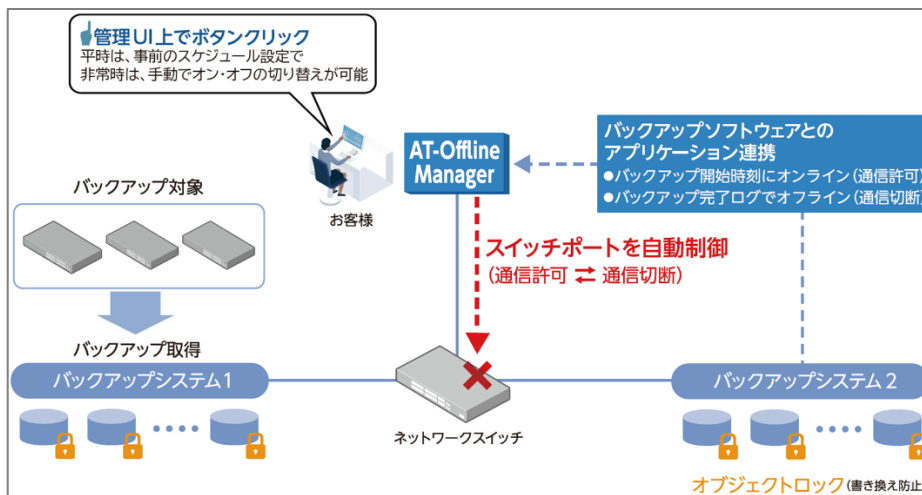 管理UI上でボタンクリック
平時は、事前のスケジュール設定で
非常時は、手動でオン・オフの切り替えが可能
お客様
AT-Offline
Manager
バックアップソフトウェアとの
アプリケーション連携
●バックアップ開始時刻にオンライン(通信許可)
●バックアップ完了ログでオフライン(通信切断)
バックアップ対象
スイッチポートを自動制御
(通信許可 ⇄ 通信切断)
バックアップ取得
バックアップシステム1
ネットワークスイッチ
バックアップシステム2
オブジェクトロック(書き換え防止